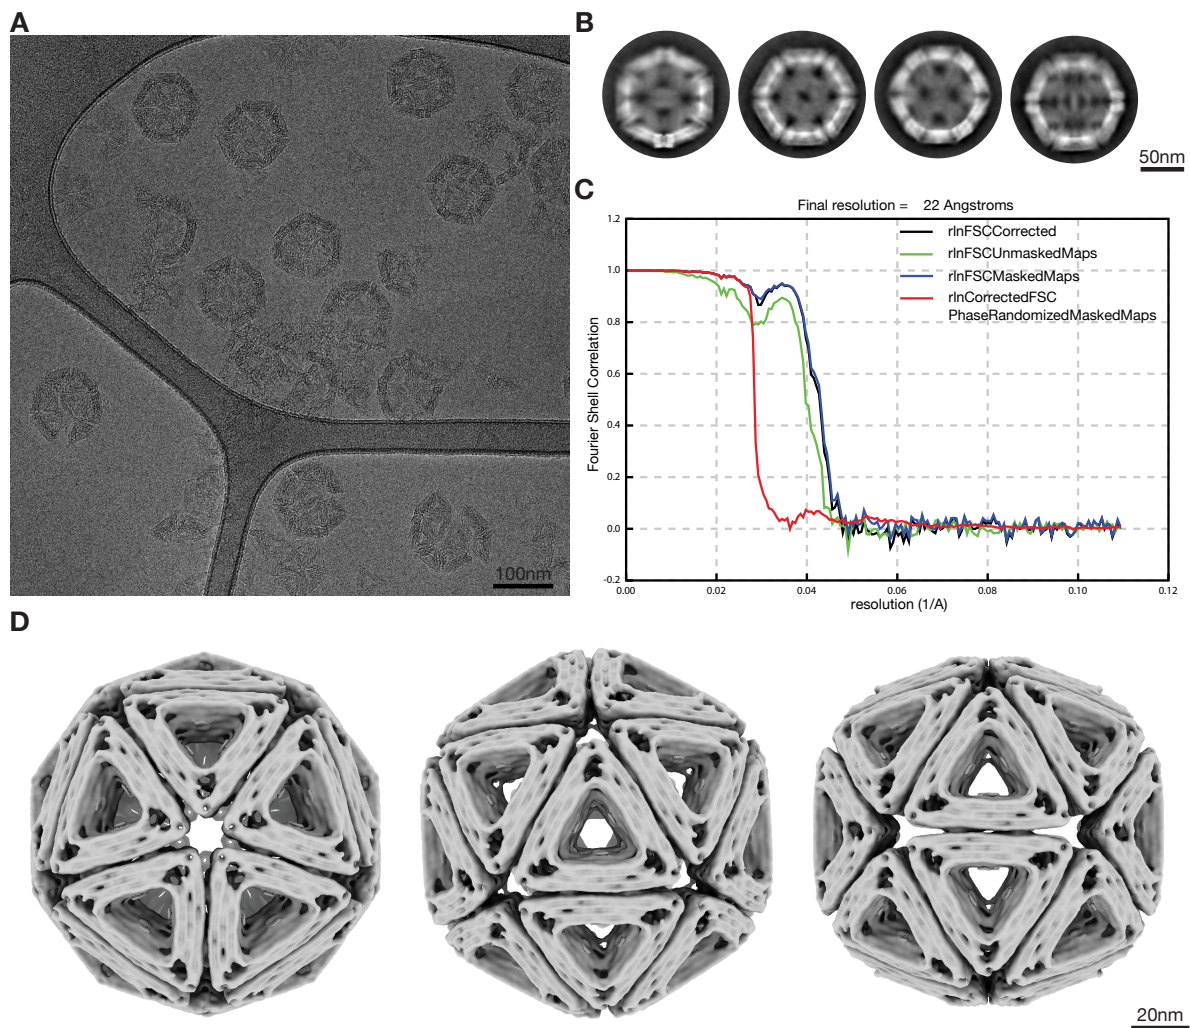 A
B
100nm
50nm
C
Final resolution = 22 Angstroms
rlnFSCCorrected
rlnFSCUnmaskedMaps
rlnFSCMaskedMaps
rlnCorrectedFSC
PhaseRandomizedMaskedMaps
Fourier Shell Correlation
1.2
1.0
0.8
0.6
0.4
0.2
0.0
-0.2
0.00 0.02 0.04 0.06 0.08 0.10 0.12
resolution (1/A)
D
20nm